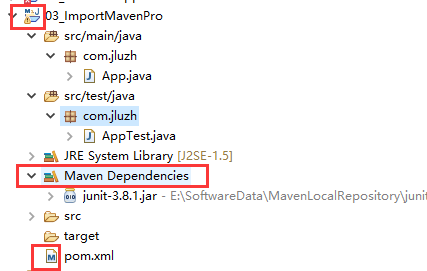 03_ImportMavenPro
src/main/java
com.jluzh
App.java
src/test/java
com.jluzh
AppTest.java
JRE System Library [J2SE-1.5]
Maven Dependencies
junit-3.8.1.jar - E:\SoftwareData\MavenLocalRepository\junit
src
target
pom.xml